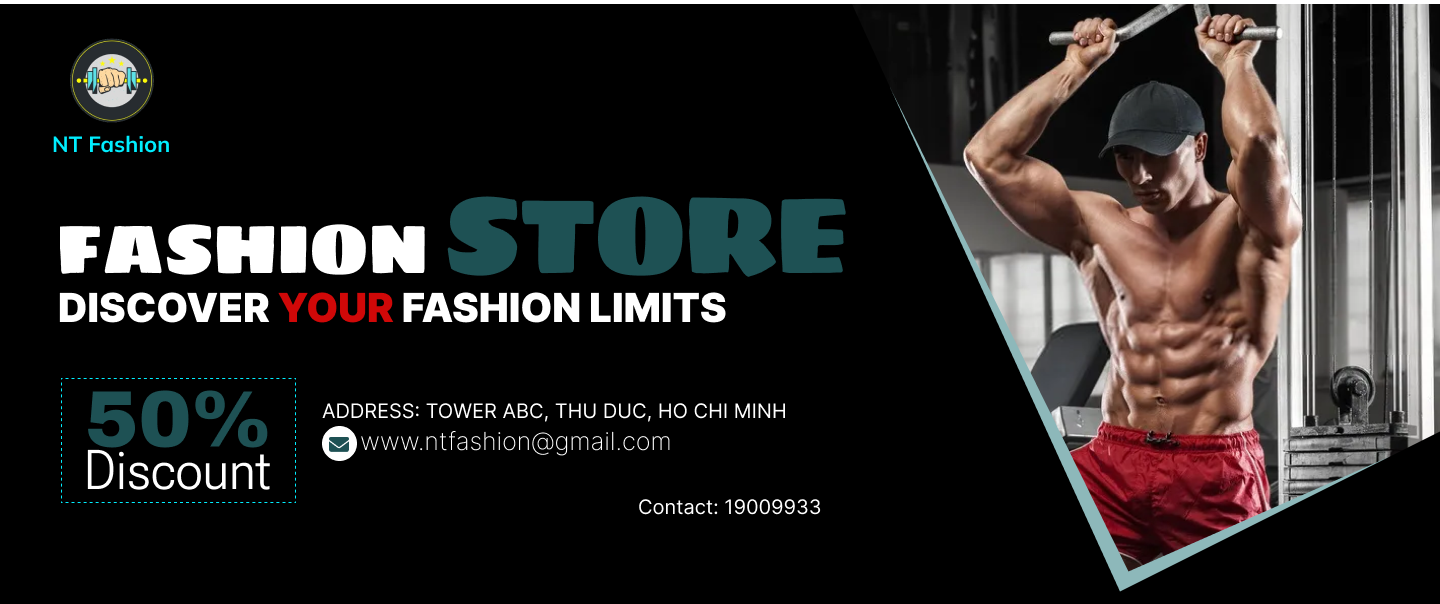 NT Fashion
FASHION STORE
DISCOVER YOUR FASHION LIMITS
50%
Discount
ADDRESS: TOWER ABC, THU DUC, HO CHI MINH
www.ntfashion@gmail.com
Contact: 19009933